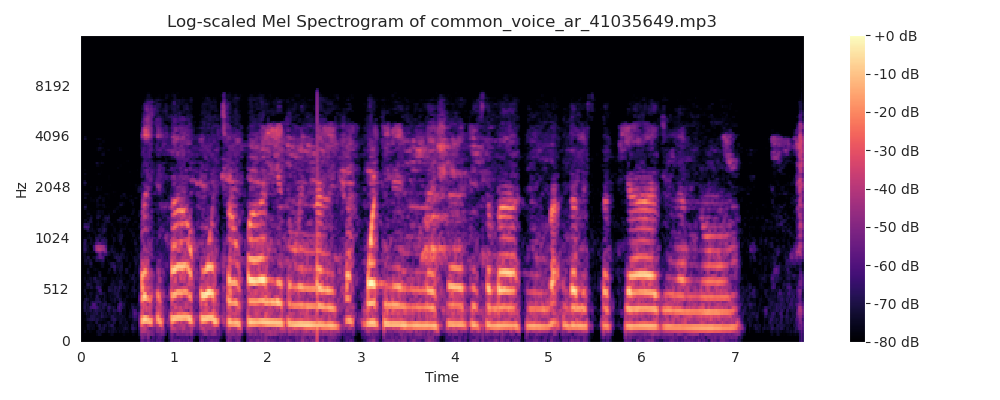 Log-scaled Mel Spectrogram of common_voice_ar_41035649.mp3
8192
4096
2048
1024
512
0
Hz
0 1 2 3 4 5 6 7
Time
+0 dB
-10 dB
-20 dB
-30 dB
-40 dB
-50 dB
-60 dB
-70 dB
-80 dB